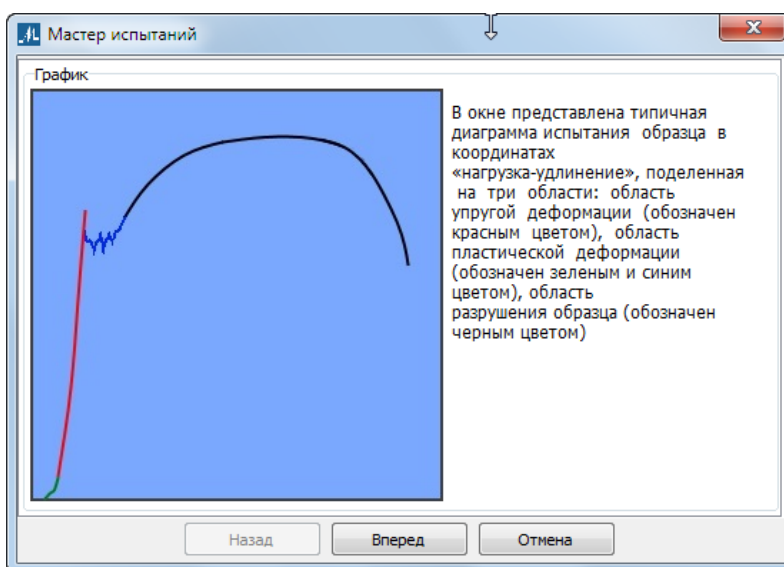 Мастер испытаний
График
В окне представлена типичная
диаграмма испытания образца в
координатах
«нагрузка-удлинение», поделенная
на три области: область
упругой деформации (обозначен
красным цветом), область
пластической деформации
(обозначен зеленым и синим
цветом), область
разрушения образца (обозначен
черным цветом)
Назад
Вперед
Отмена